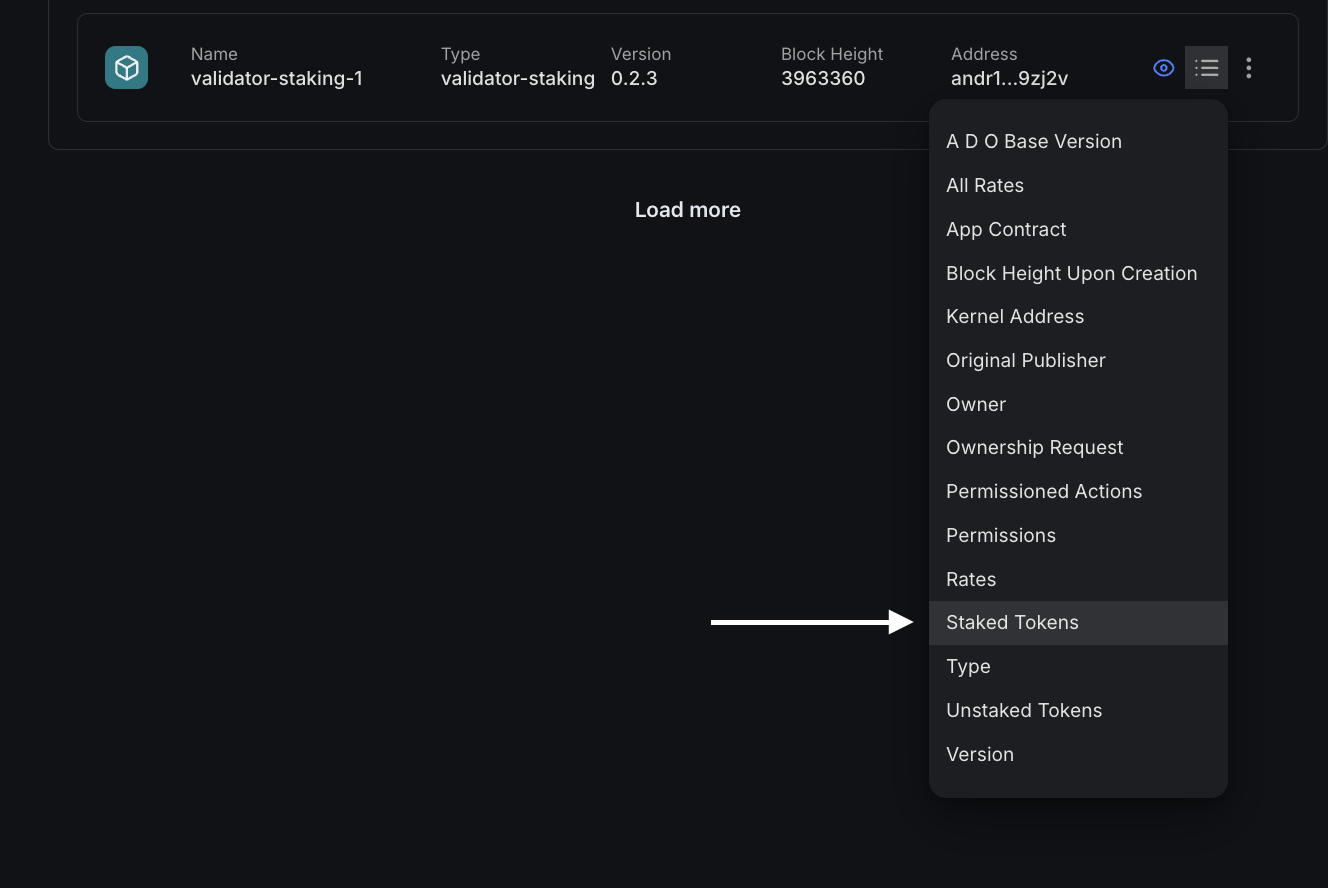 Name Type Version Block Height Address
validator-staking-1 validator-staking 0.2.3 3963360 andr1...9zj2v
A D O Base Version
All Rates
Load more
App Contract
Block Height Upon Creation
Kernel Address
Original Publisher
Owner
Ownership Request
Permissioned Actions
Permissions
Rates
Staked Tokens
Type
Unstaked Tokens
Version